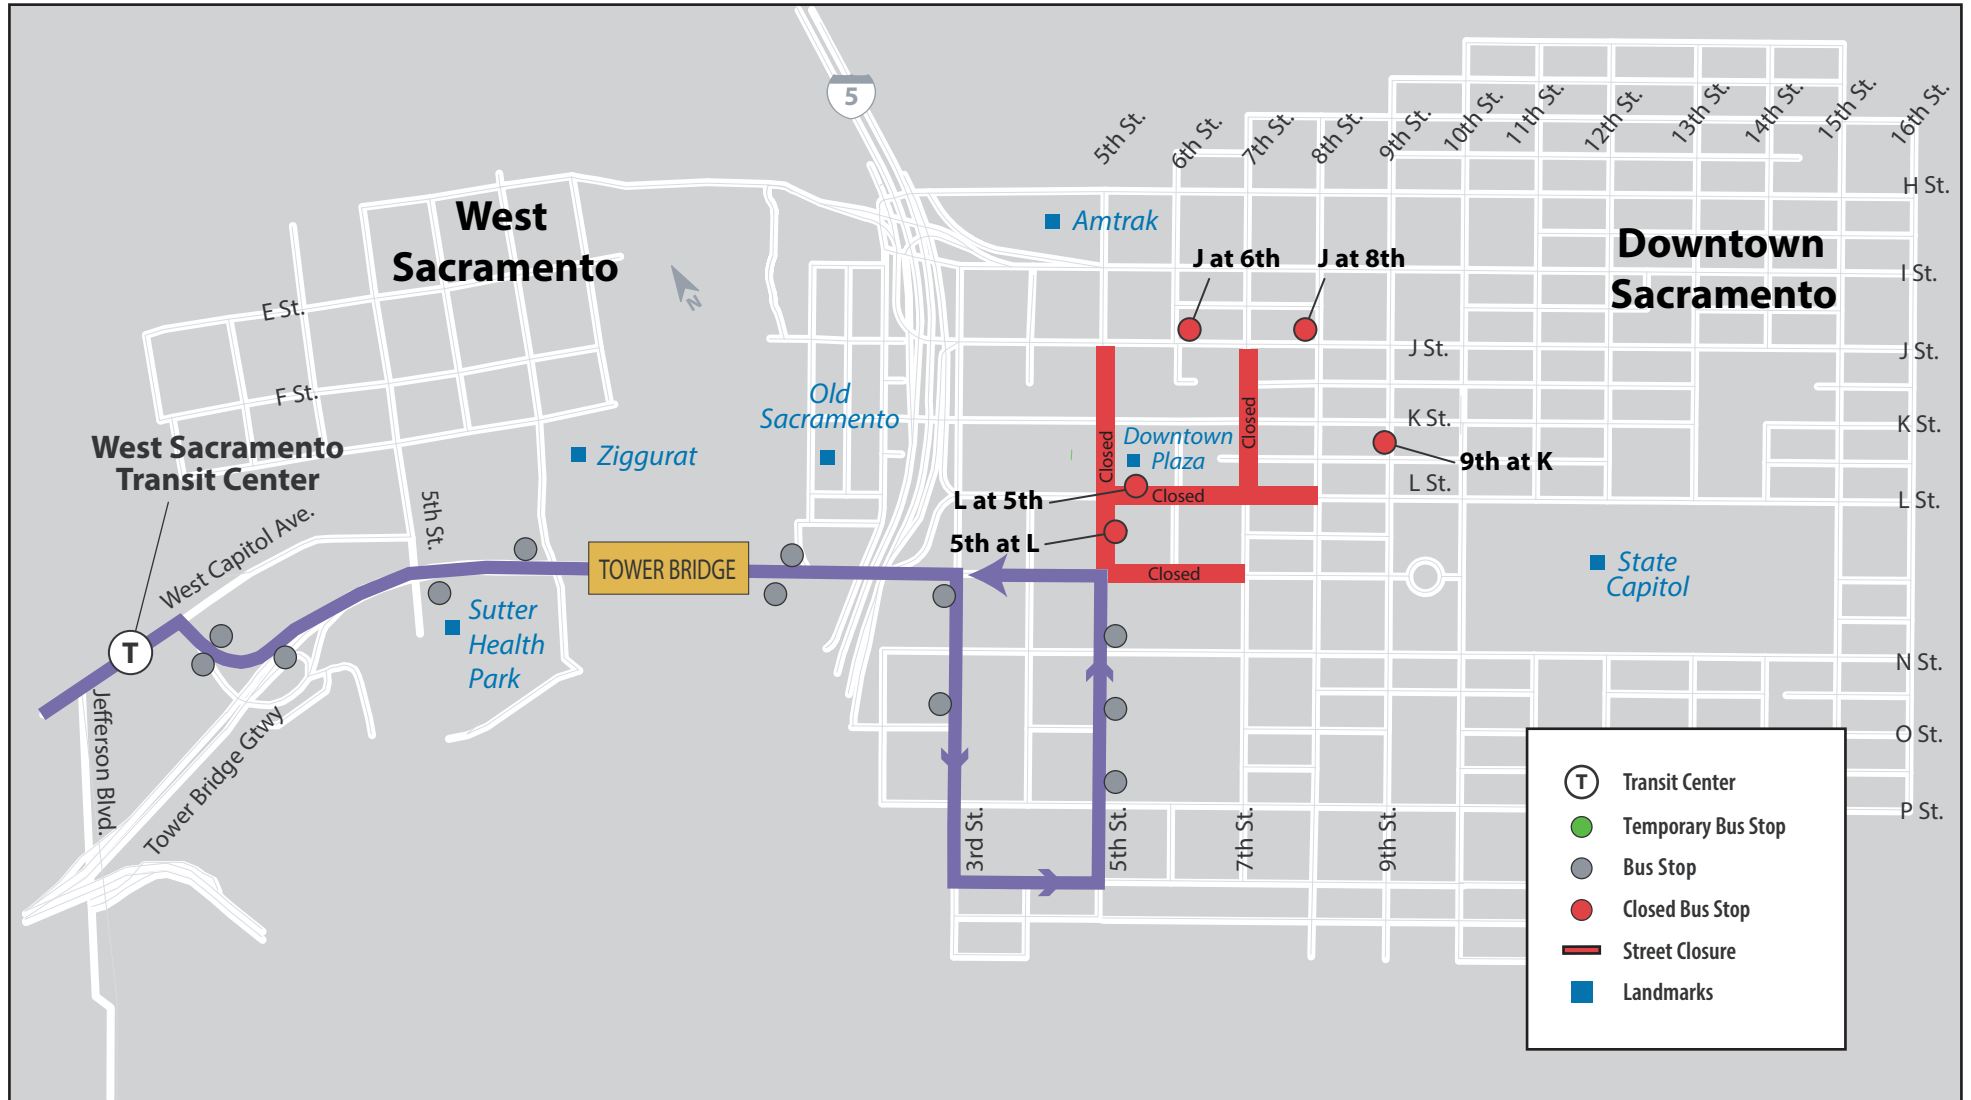 5
5th St.
6th St.
7th St.
8th St.
9th St.
10th St.
11th St.
12th St.
13th St.
14th St.
15th St.
16th St.
H St.
West
Sacramento
Amtrak
Downtown
Sacramento
J at 6th
J at 8th
I St.
N
E St.
J St.
J St.
F St.
Old
Sacramento
K St.
K St.
Closed
Closed
Downtown
Plaza
West Sacramento
Transit Center
Ziggurat
9th at K
L St.
L St.
L at 5th
Closed
5th St.
West Capitol Ave.
5th at L
TOWER BRIDGE
Closed
State
Capitol
Sutter
Health
Park
T
N St.
Jefferson Blvd.
Tower Bridge Gtwy
O St.
P St.
3rd St.
5th St.
7th St.
9th St.
T
Transit Center
Temporary Bus Stop
Bus Stop
Closed Bus Stop
Street Closure
Landmarks